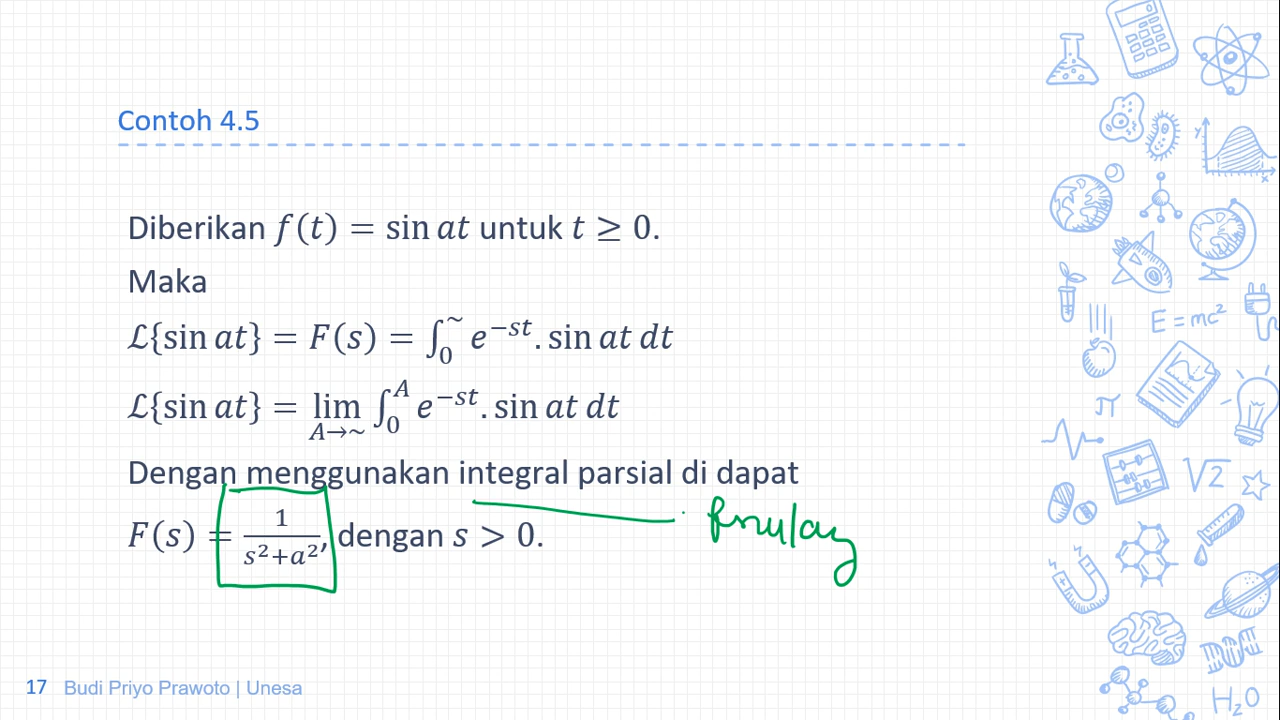 Contoh 4.5
Diberikan f(t) = sin at untuk t ≥ 0.
Maka
ℒ{sin at} = F(s) = ∫₀^~ e^{−st}. sin at dt
ℒ{sin at} = lim_{A→~} ∫₀^A e^{−st}. sin at dt
Dengan menggunakan integral parsial di dapat
F(s) = 1/(s²+a²), dengan s > 0.
17 Budi Priyo Prawoto | Unesa
Y
X
E = mc²
π
√2
H₂O